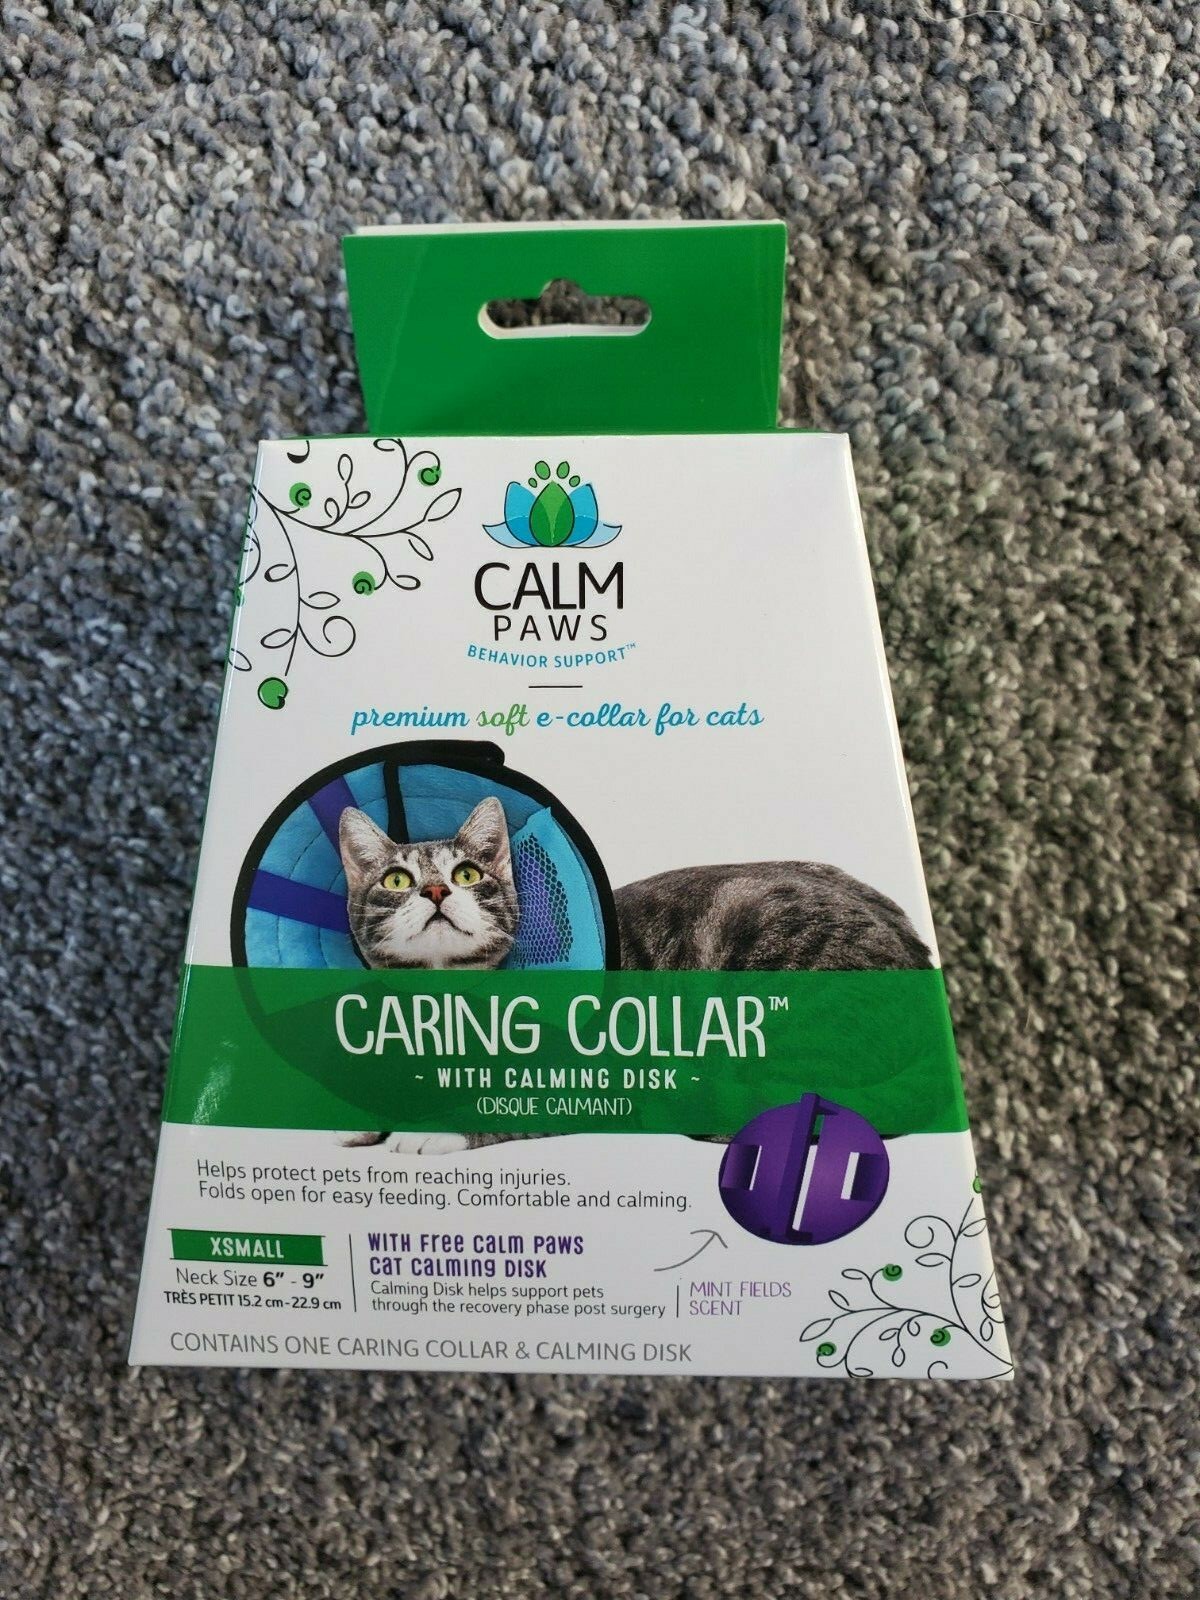 CALM
PAWS
BEHAVIOR SUPPORT™
premium soft e-collar for cats
CARING COLLAR™
~ WITH CALMING DISK ~
(DISQUE CALMANT)
Helps protect pets from reaching injuries.
Folds open for easy feeding. Comfortable and calming.
XSMALL
Neck Size 6" - 9"
TRÈS PETIT 15.2 cm-22.9 cm
WITH FREE CALM PAWS
CAT CALMING DISK
Calming Disk helps support pets
through the recovery phase post surgery
MINT FIELDS
SCENT
CONTAINS ONE CARING COLLAR & CALMING DISK